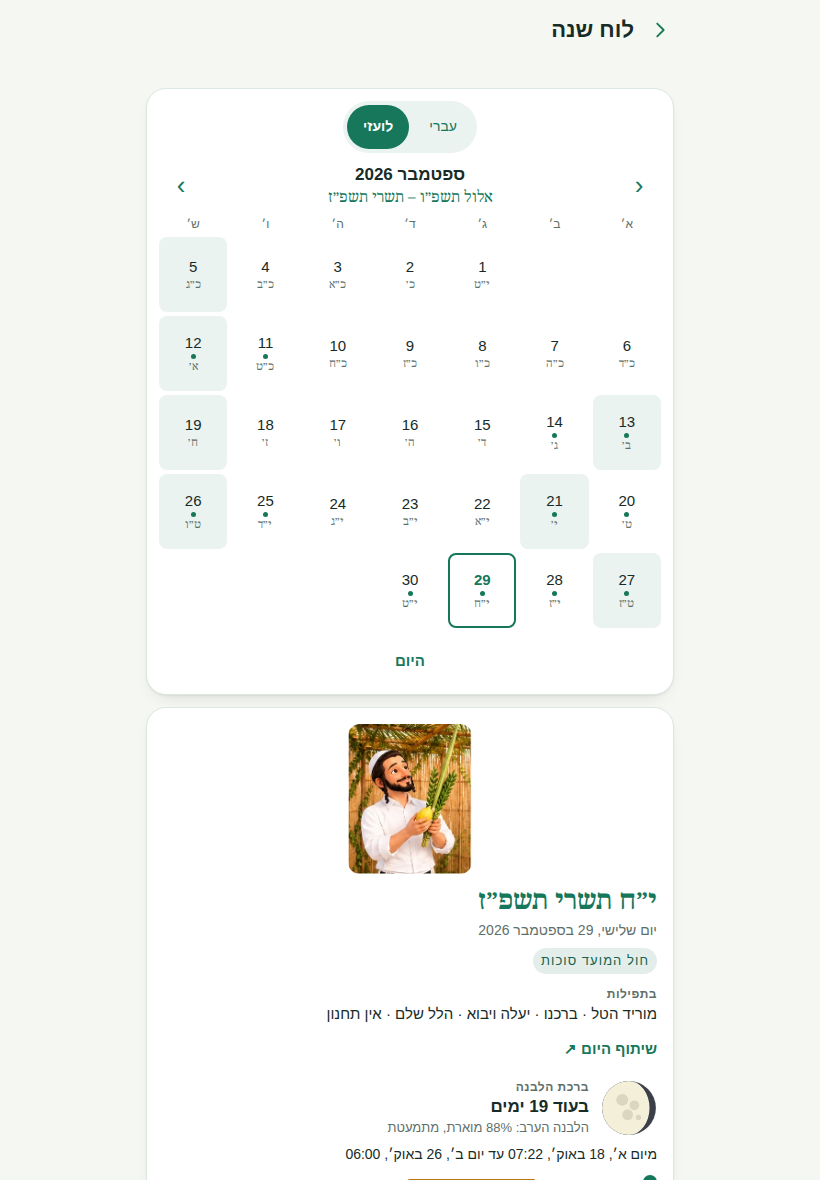 לוח שנה
עברי לועזי
ספטמבר 2026
אלול תשפ״ו – תשרי תשפ״ז
א׳ ב׳ ג׳ ד׳ ה׳ ו׳ ש׳
1 2 3 4 5
י״ט כ׳ כ״א כ״ב כ״ג
6 7 8 9 10 11 12
כ״ד כ״ה כ״ו כ״ז כ״ח כ״ט א׳
13 14 15 16 17 18 19
ב׳ ג׳ ד׳ ה׳ ו׳ ז׳ ח׳
20 21 22 23 24 25 26
ט׳ י׳ י״א י״ב י״ג י״ד ט״ו
27 28 29 30
ט״ז י״ז י״ח י״ט
היום
י״ח תשרי תשפ״ז
יום שלישי, 29 בספטמבר 2026
חול המועד סוכות
בתפילות
מוריד הטל · ברכנו · יעלה ויבוא · הלל שלם · אין תחנון
שיתוף היום ↗
ברכת הלבנה
בעוד 19 ימים
הלבנה הערב: 88% מוארת, מתמעטת
מיום א׳, 18 באוק׳, 07:22 עד יום ב׳, 26 באוק׳, 06:00